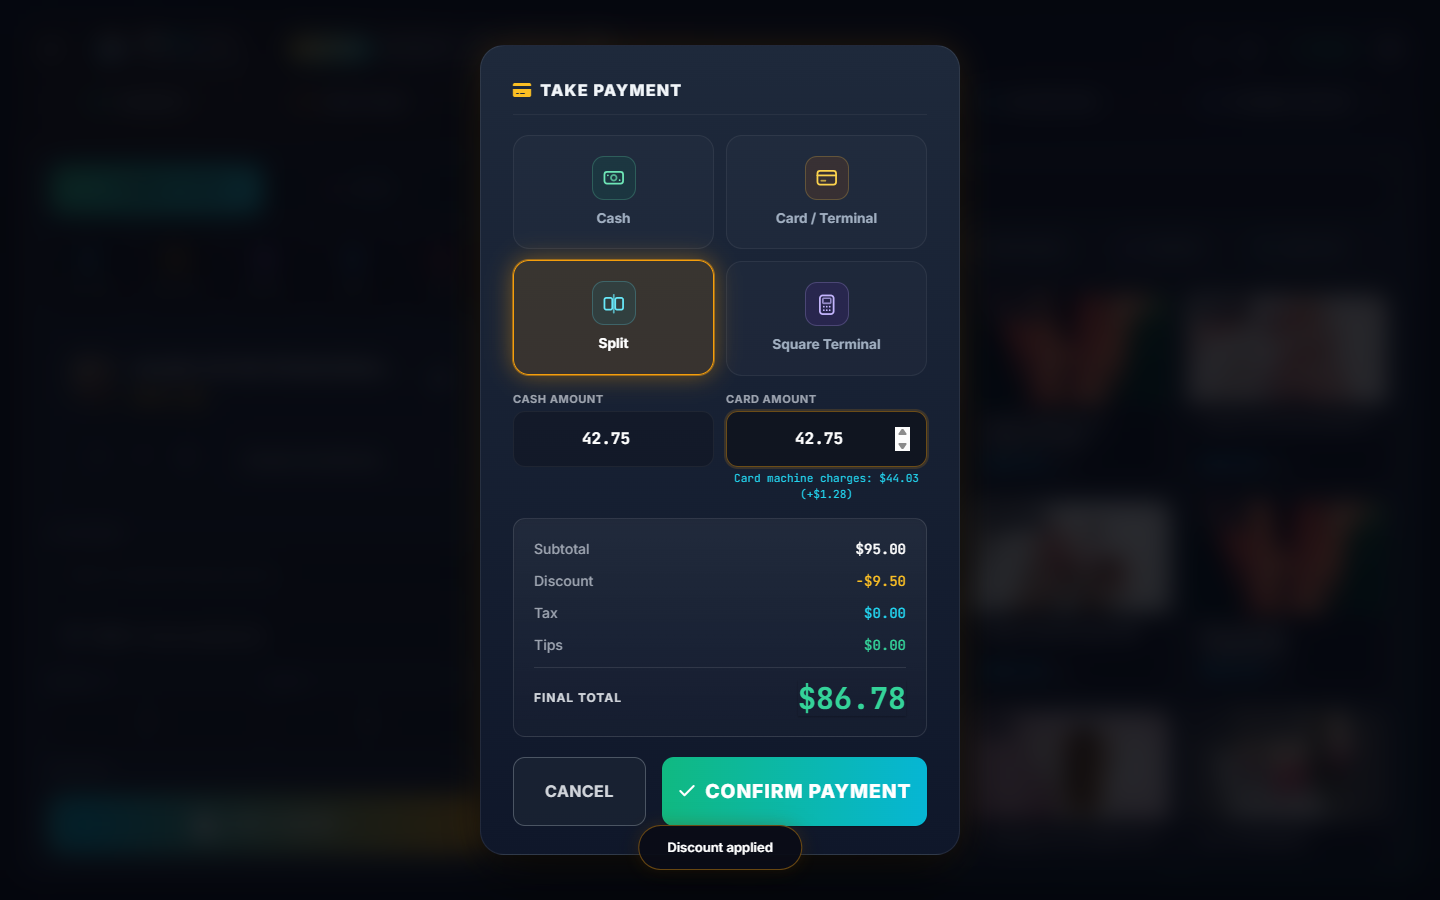 TAKE PAYMENT
Cash
Card / Terminal
Split
Square Terminal
CASH AMOUNT
CARD AMOUNT
42.75
42.75
Card machine charges: $44.03
(+$1.28)
Subtotal $95.00
Discount -$9.50
Tax $0.00
Tips $0.00
FINAL TOTAL $86.78
CANCEL
CONFIRM PAYMENT
Discount applied